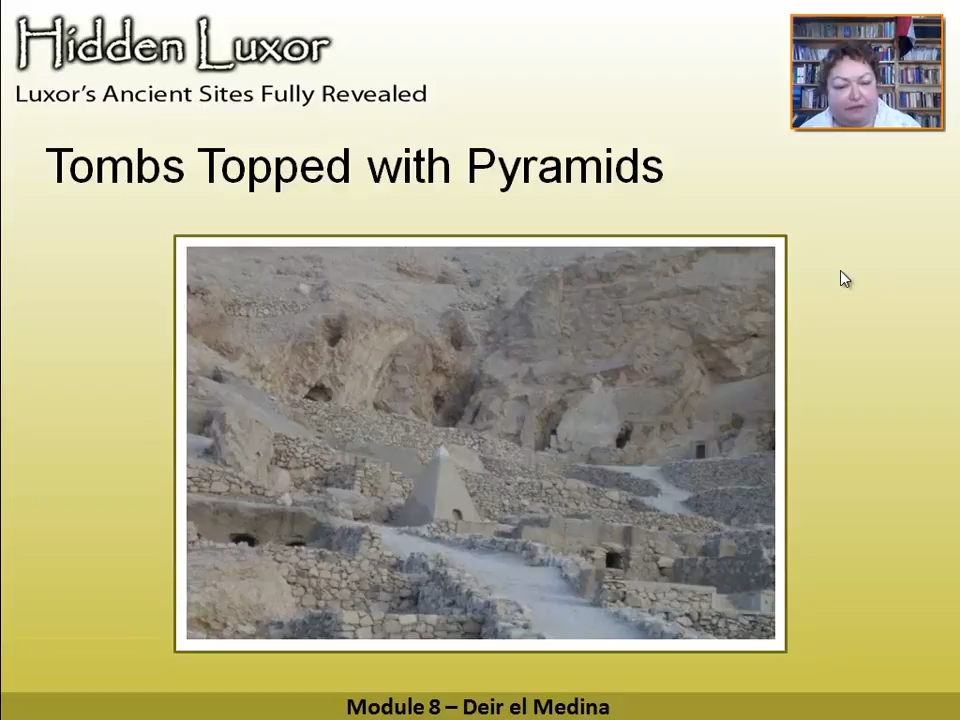 Hidden Luxor
Luxor's Ancient Sites Fully Revealed
Tombs Topped with Pyramids
Module 8 – Deir el Medina